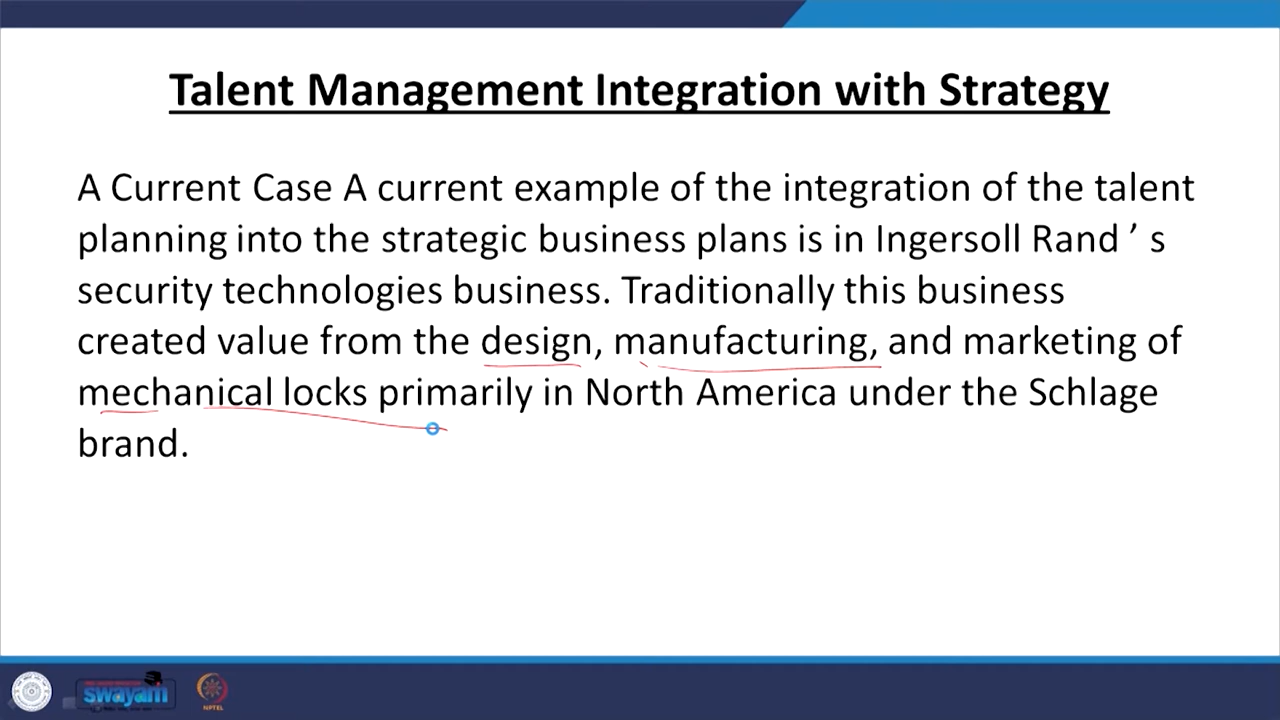 Talent Management Integration with Strategy
A Current Case A current example of the integration of the talent
planning into the strategic business plans is in Ingersoll Rand ’ s
security technologies business. Traditionally this business
created value from the design, manufacturing, and marketing of
mechanical locks primarily in North America under the Schlage
brand.
swayam
NPTEL